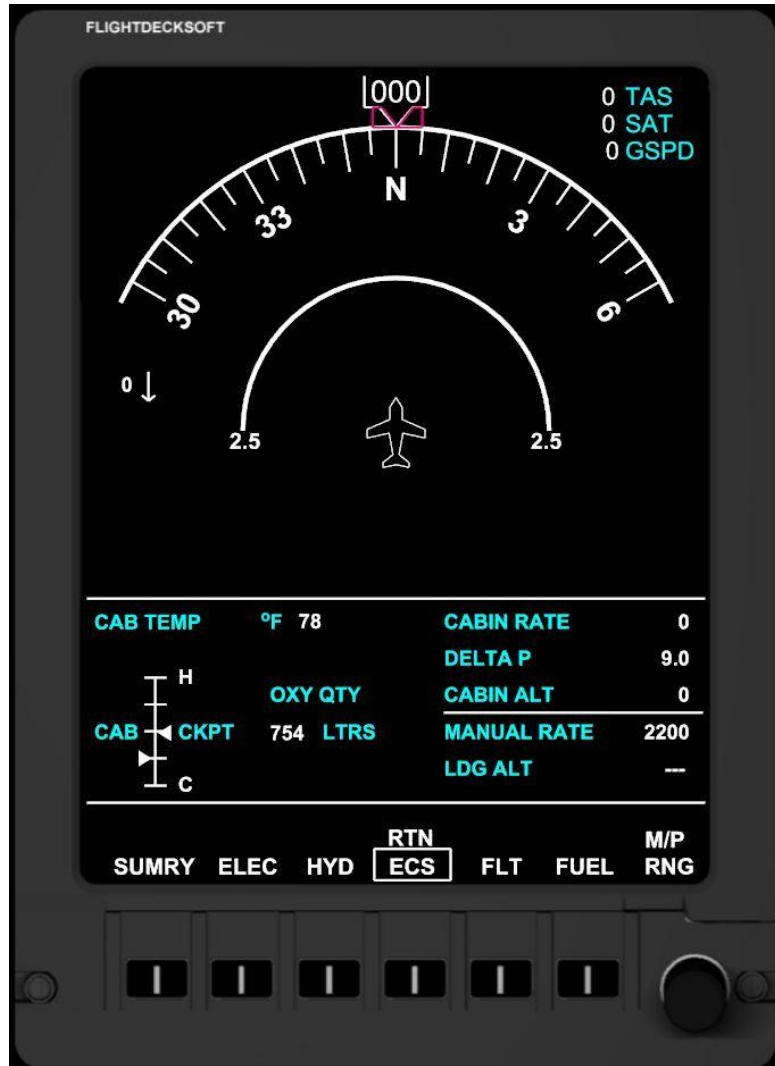 FLIGHTDECKSOFT
000
0 TAS
0 SAT
0 GSPD
N
33
3
30
6
0
2.5
2.5
CAB TEMP ºF 78
CABIN RATE 0
DELTA P 9.0
H
OXY QTY
CABIN ALT 0
CAB CKPT 754 LTRS
MANUAL RATE 2200
LDG ALT ---
C
RTN
M/P
SUMRY ELEC HYD ECS FLT FUEL RNG